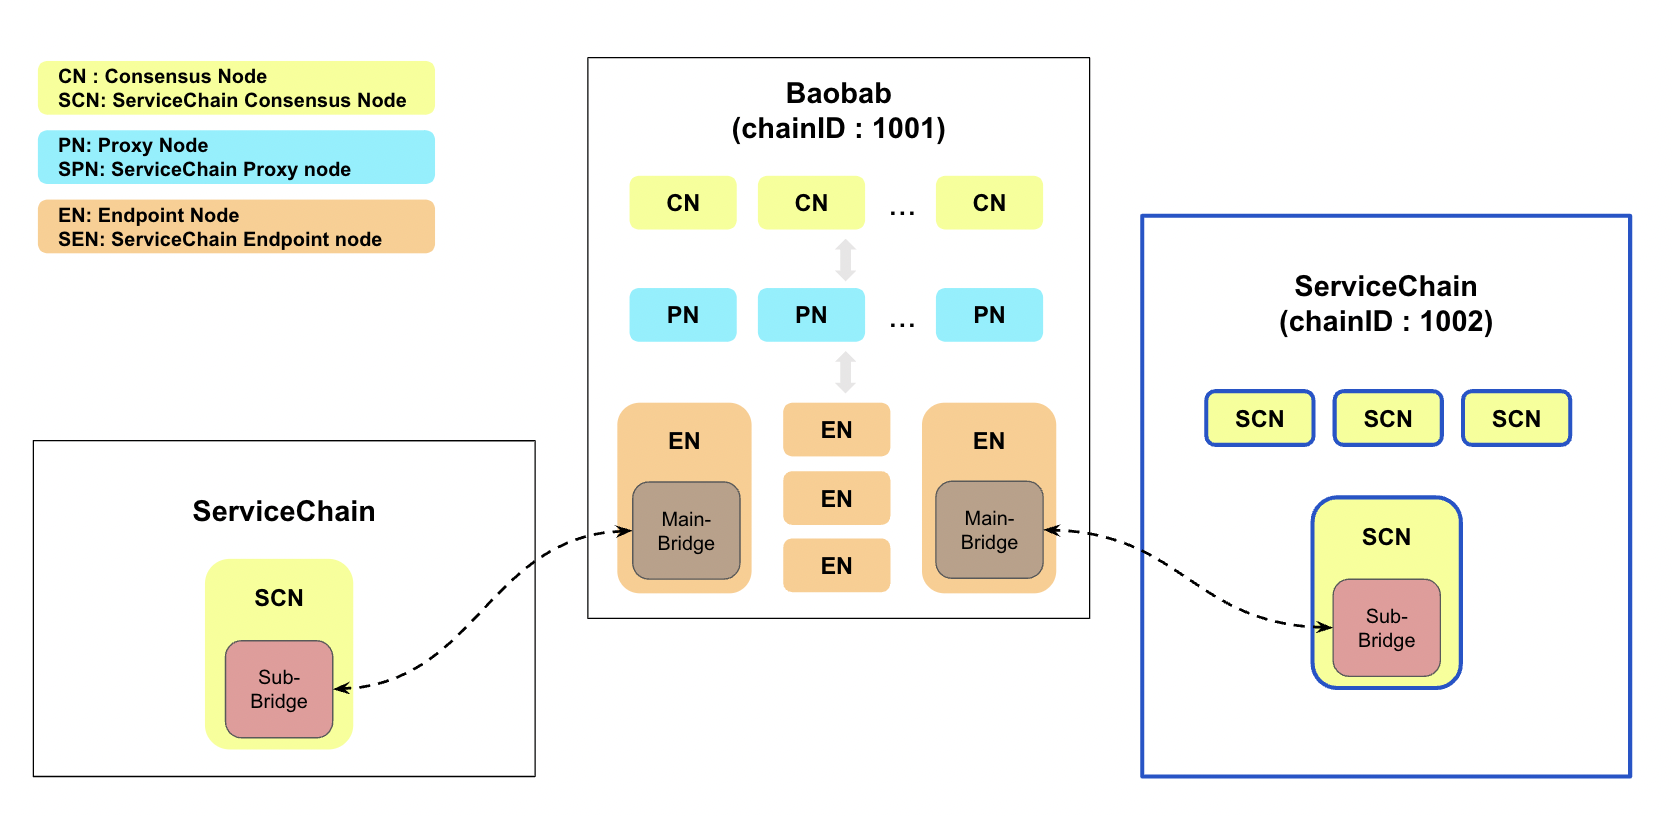 CN : Consensus Node
SCN: ServiceChain Consensus Node
PN: Proxy Node
SPN: ServiceChain Proxy node
EN: Endpoint Node
SEN: ServiceChain Endpoint node
Baobab
(chainID : 1001)
CN CN ... CN
PN PN ... PN
EN EN EN
EN
EN
Main-
Bridge
Main-
Bridge
ServiceChain
SCN
Sub-
Bridge
ServiceChain
(chainID : 1002)
SCN SCN SCN
SCN
Sub-
Bridge